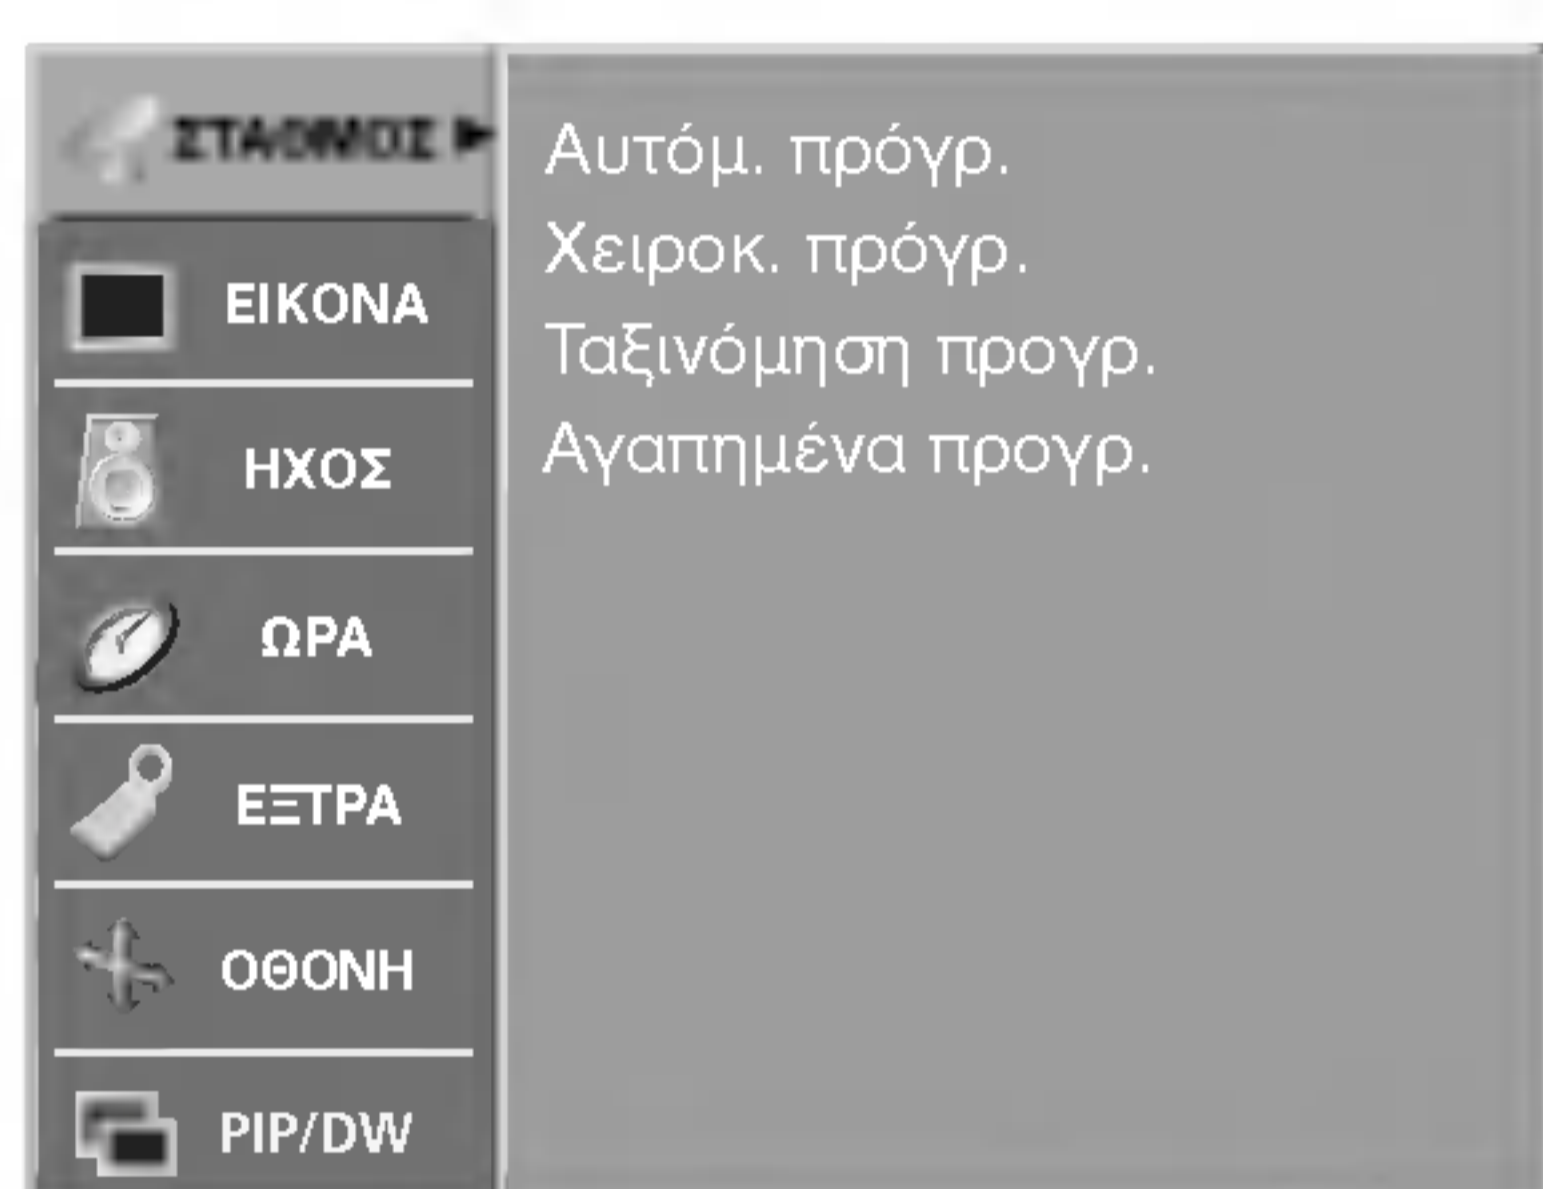 ΣΤΑΘΜΟΣ ►
ΕΙΚΟΝΑ
ΗΧΟΣ
ΩΡΑ
ΕΞΤΡΑ
ΟΘΟΝΗ
PIP/DW
Αυτόμ. πρόγρ.
Χειροκ. πρόγρ.
Ταξινόμηση προγρ.
Αγαπημένα προγρ.